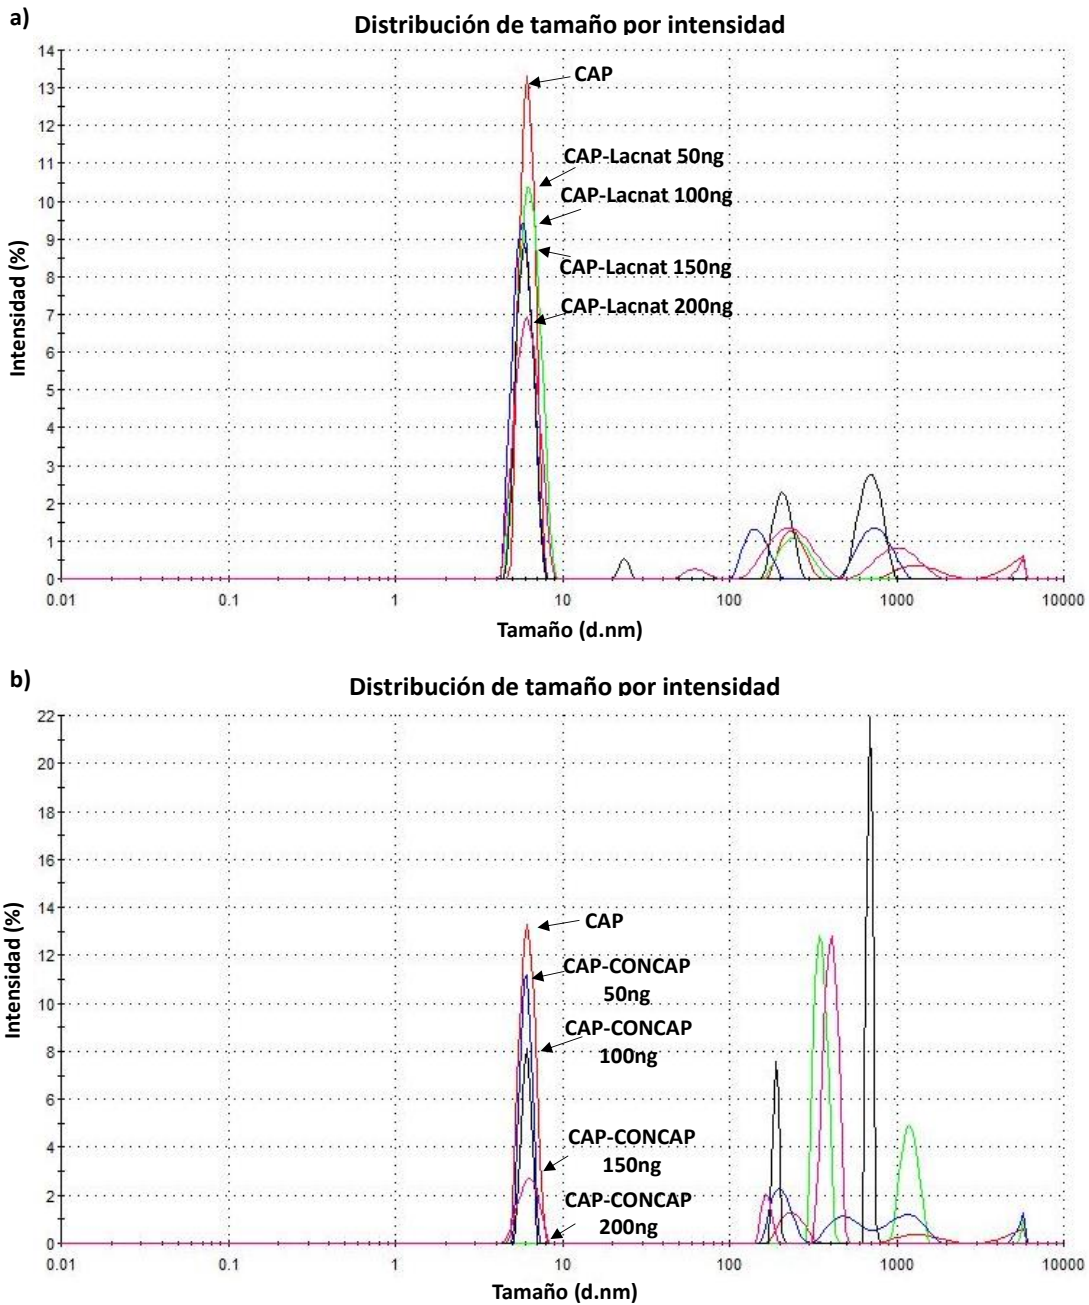 a)
Distribución de tamaño por intensidad
14
13
12
11
10
9
8
7
6
5
4
3
2
1
0
Intensidad (%)
CAP
CAP-Lacnat 50ng
CAP-Lacnat 100ng
CAP-Lacnat 150ng
CAP-Lacnat 200ng
0.01 0.1 1 10 100 1000 10000
Tamaño (d.nm)
b)
Distribución de tamaño por intensidad
22
20
18
16
14
12
10
8
6
4
2
0
Intensidad (%)
CAP
CAP-CONCAP
50ng
CAP-CONCAP
100ng
CAP-CONCAP
150ng
CAP-CONCAP
200ng
0.01 0.1 1 10 100 1000 10000
Tamaño (d.nm)